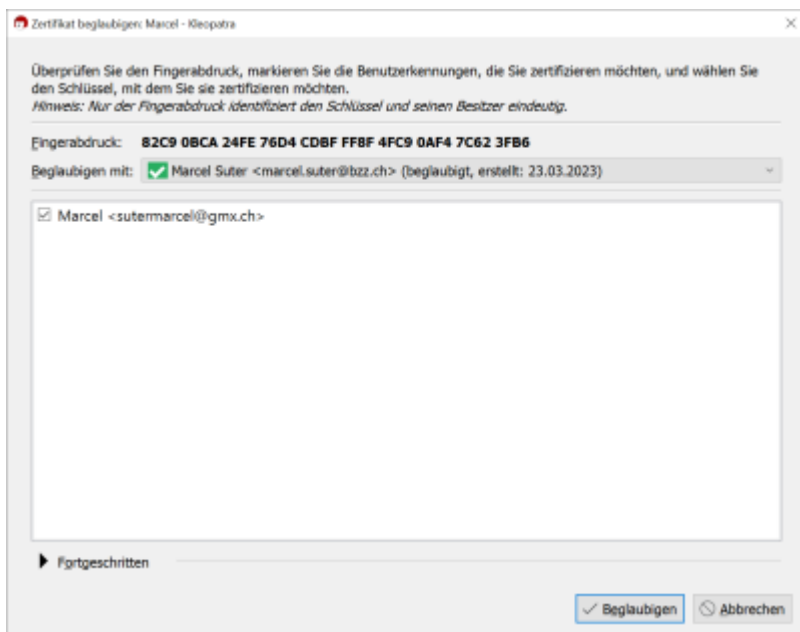 Zertifikat beglaubigen: Marcel - Kleopatra
Überprüfen Sie den Fingerabdruck, markieren Sie die Benutzerkennungen, die Sie zertifizieren möchten, und wählen Sie
den Schlüssel, mit dem Sie sie zertifizieren möchten.
Hinweis: Nur der Fingerabdruck identifiziert den Schlüssel und seinen Besitzer eindeutig.
Fingerabdruck: 82C9 0BCA 24FE 76D4 CDBF FF8F 4FC9 0AF4 7C62 3FB6
Beglaubigen mit: Marcel Suter <marcel.suter@bzz.ch> (beglaubigt, erstellt: 23.03.2023)
Marcel <sutermarcel@gmx.ch>
Fortgeschritten
Beglaubigen Abbrechen